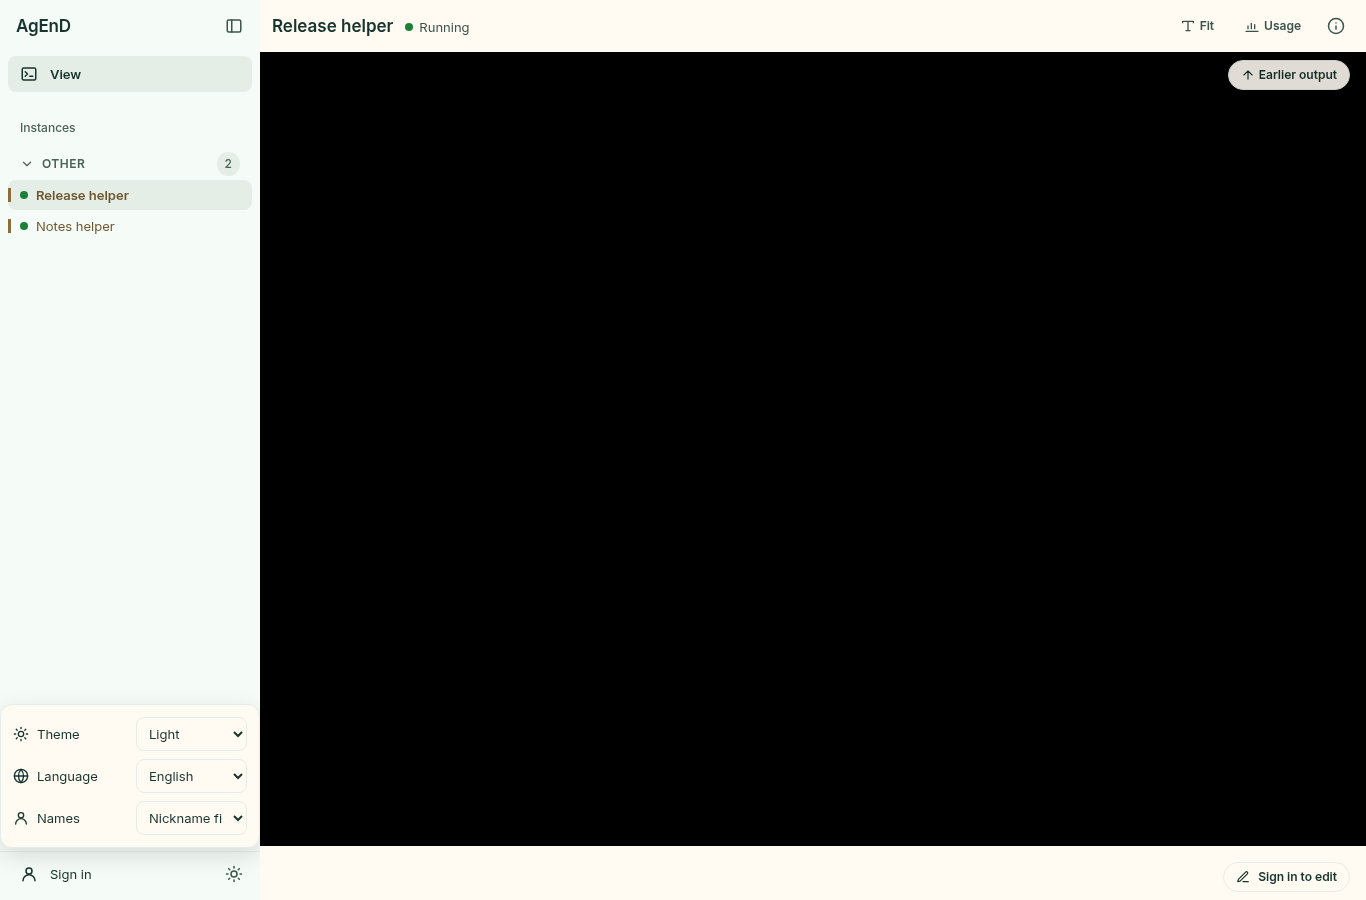 AgEnD
View
Instances
OTHER 2
Release helper
Notes helper
Theme Light
Language English
Names Nickname fi
Sign in
Release helper Running
Fit Usage
Earlier output
Sign in to edit